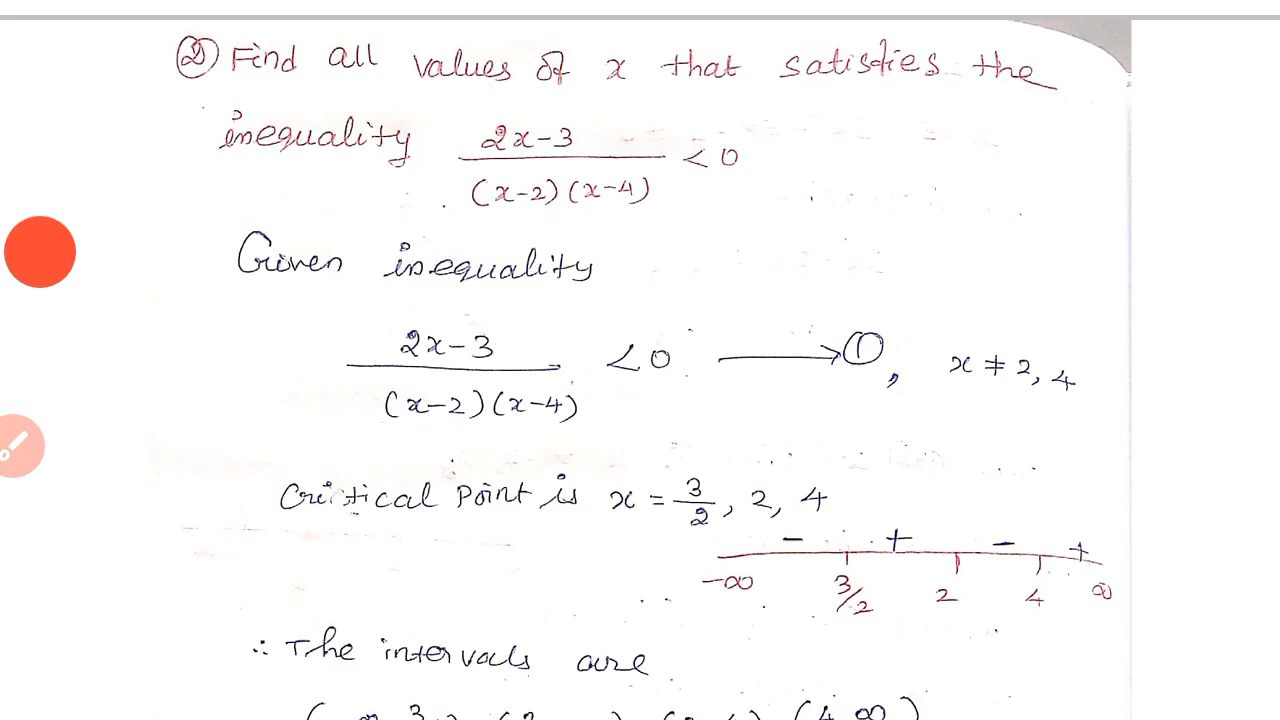 ② Find all values of x that satisfies the
inequality (2x-3)/((x-2)(x-4)) < 0
Given inequality
(2x-3)/((x-2)(x-4)) < 0 ⟶ ①, x ≠ 2, 4
Critical point is x = 3/2, 2, 4
- + - +
-∞ 3/2 2 4 ∞
∴ The intervals are
(4 ∞)